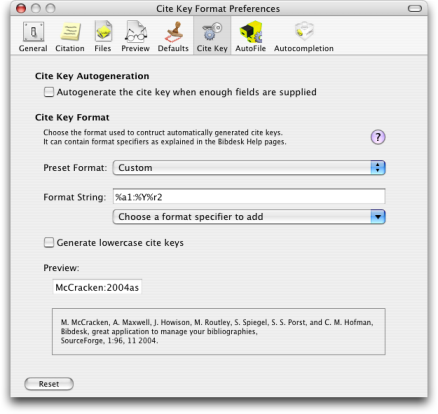 Cite Key Format Preferences
General Citation Files Preview Defaults Cite Key AutoFile Autocompletion
Cite Key Autogeneration
Autogenerate the cite key when enough fields are supplied
Cite Key Format
Choose the format used to contruct automatically generated cite keys.
It can contain format specifiers as explained in the Bibdesk Help pages.
?
Preset Format: Custom
Format String: %a1:%Y%r2
Choose a format specifier to add
Generate lowercase cite keys
Preview:
McCracken:2004as
M. McCracken, A. Maxwell, J. Howison, M. Routley, S. Spiegel, S. S. Porst, and C. M. Hofman,
Bibdesk, great application to manage your bibliographies,
SourceForge, 1:96, 11 2004.
Reset